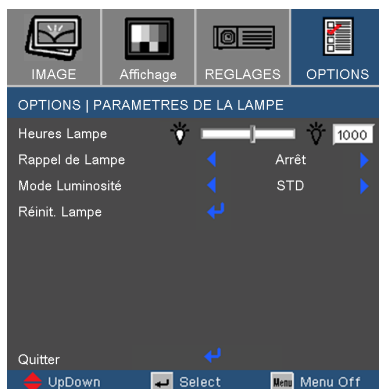 IMAGE Affichage REGLAGES OPTIONS
OPTIONS | PARAMETRES DE LA LAMPE
Heures Lampe 1000
Rappel de Lampe Arrêt
Mode Luminosité STD
Réinit. Lampe
Quitter
UpDown Select Menu Menu Off